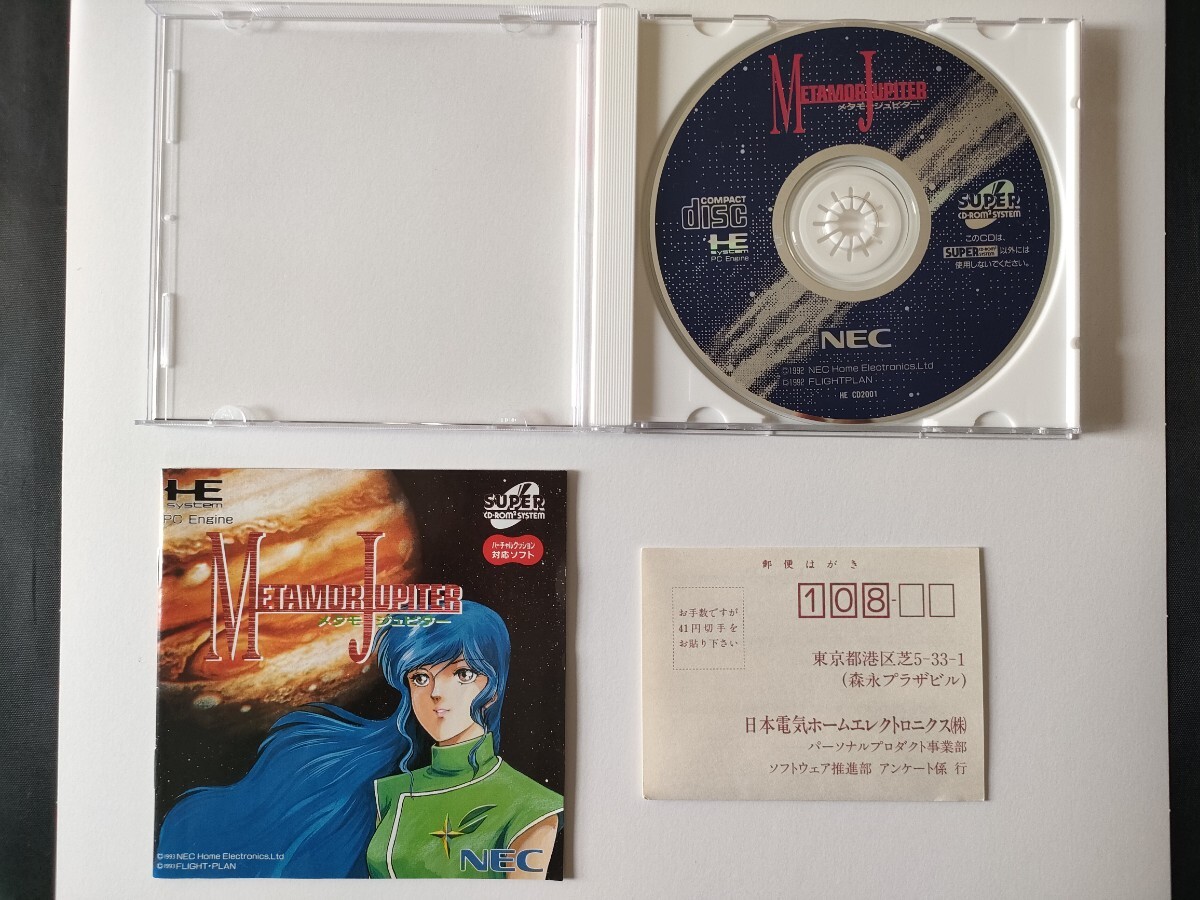 METAMOR JUPITER
メタモ ジュピター
COMPACT
disc
HE
system
PC Engine
SUPER
CD-ROM² SYSTEM
このCDは、
SUPER CD-ROM² SYSTEM 以外には
使用しないでください。
NEC
©1992 NEC Home Electronics.Ltd
©1992 FLIGHTPLAN
HE CD2001
HE
system
PC Engine
SUPER
CD-ROM² SYSTEM
バーチャルクッション
対応ソフト
METAMOR JUPITER
メタモ ジュピター
©1993 NEC Home Electronics.Ltd
©1993 FLIGHT・PLAN
NEC
郵便はがき
108-
お手数ですが
41円切手を
お貼り下さい
東京都港区芝5-33-1
(森永プラザビル)
日本電気ホームエレクトロニクス㈱
パーソナルプロダクト事業部
ソフトウェア推進部 アンケート係 行